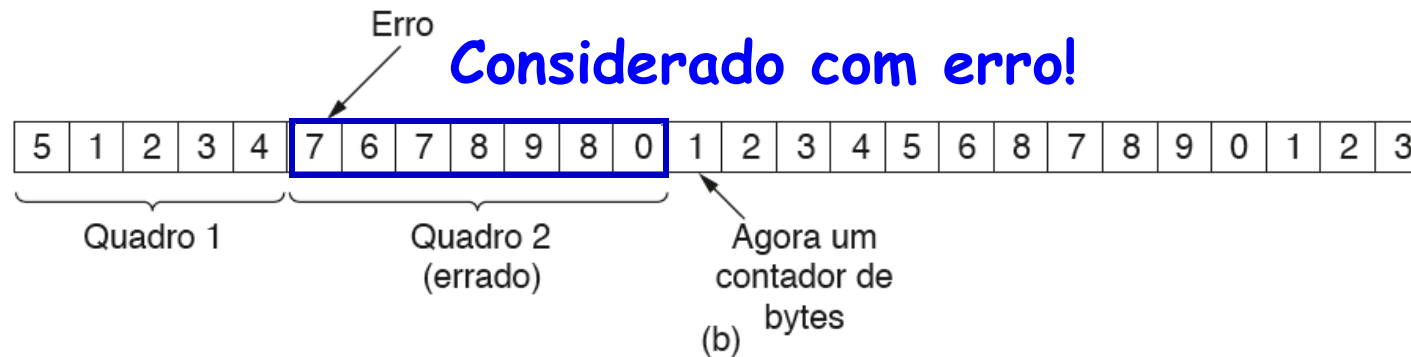 Erro
Considerado com erro!
5 1 2 3 4 7 6 7 8 9 8 0 1 2 3 4 5 6 8 7 8 9 0 1 2 3
Quadro 1
Quadro 2
(errado)
Agora um
contador de
bytes
(b)